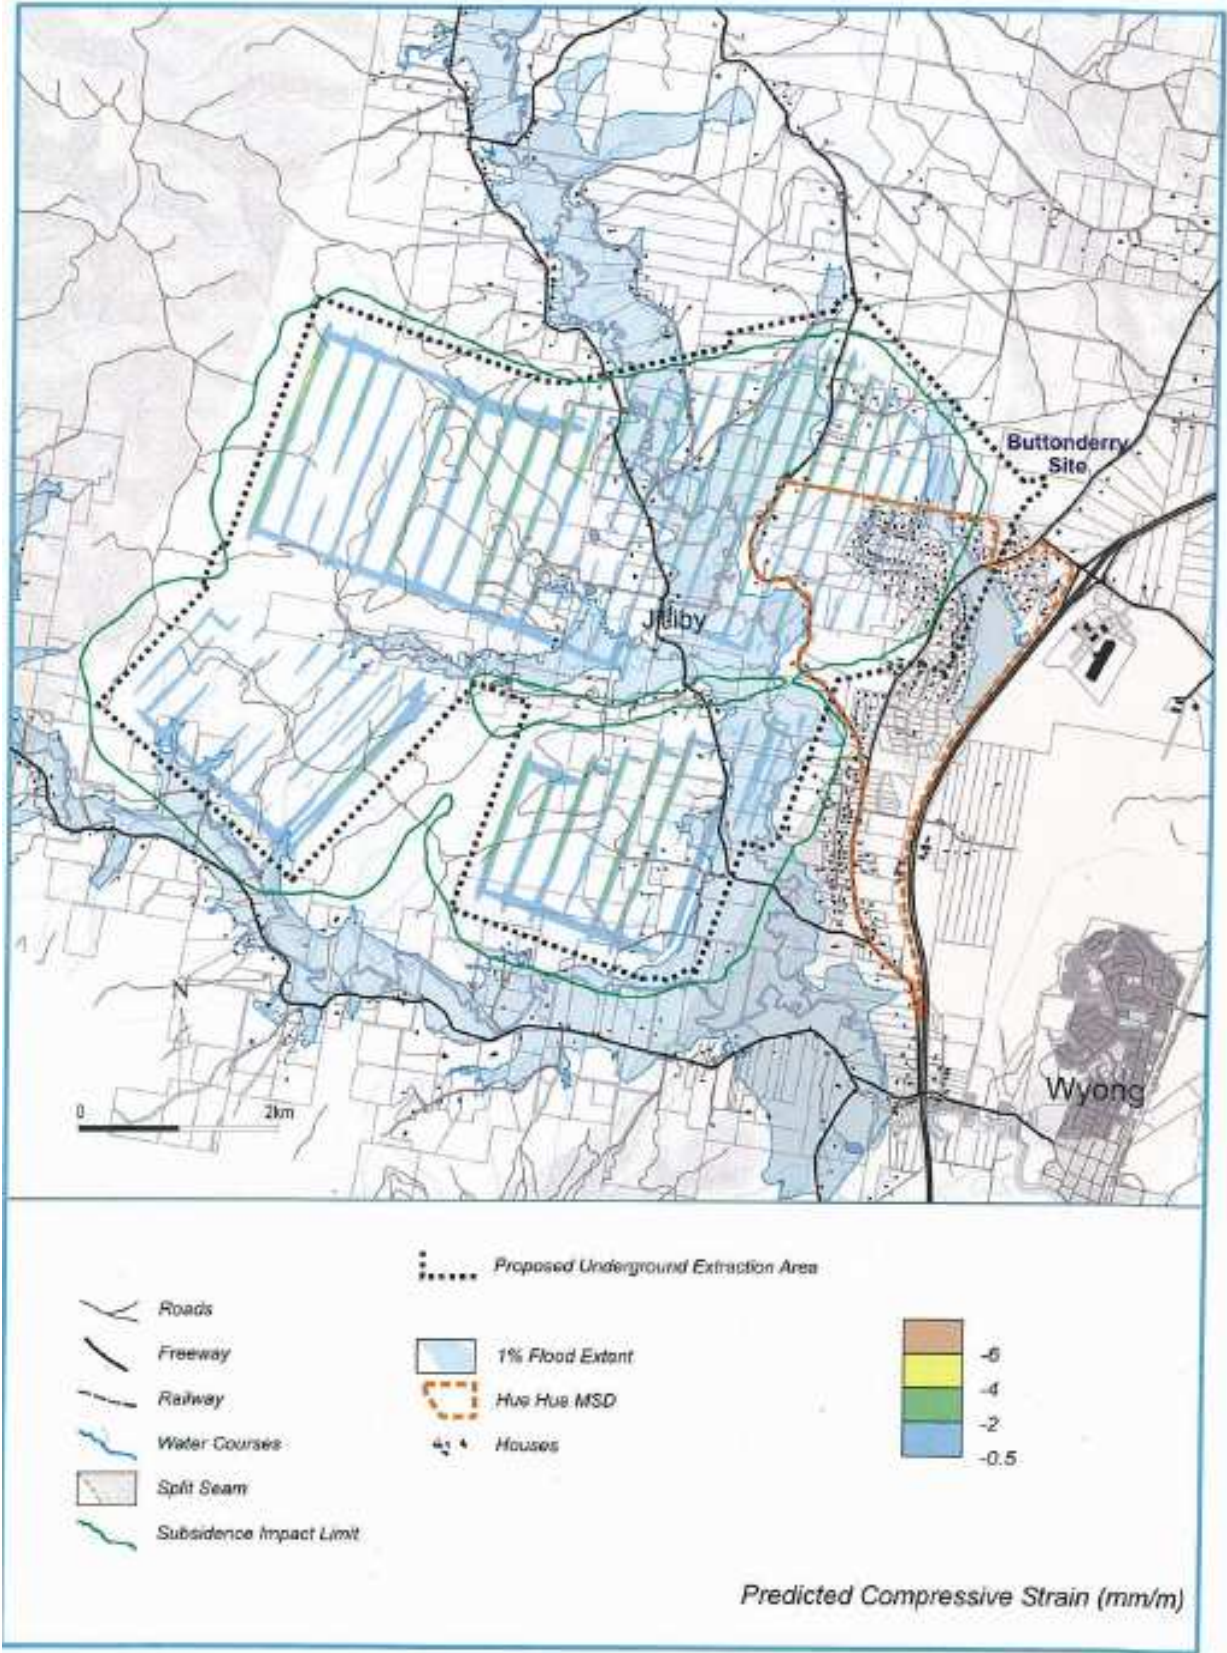 Buttonderry
Site
Jilliby
N
0 2km
Wyong
Proposed Underground Extraction Area
Roads
Freeway
1% Flood Extent
Railway
Hue Hue MSD
Water Courses
Houses
Split Seam
Subsidence Impact Limit
-6
-4
-2
-0.5
Predicted Compressive Strain (mm/m)